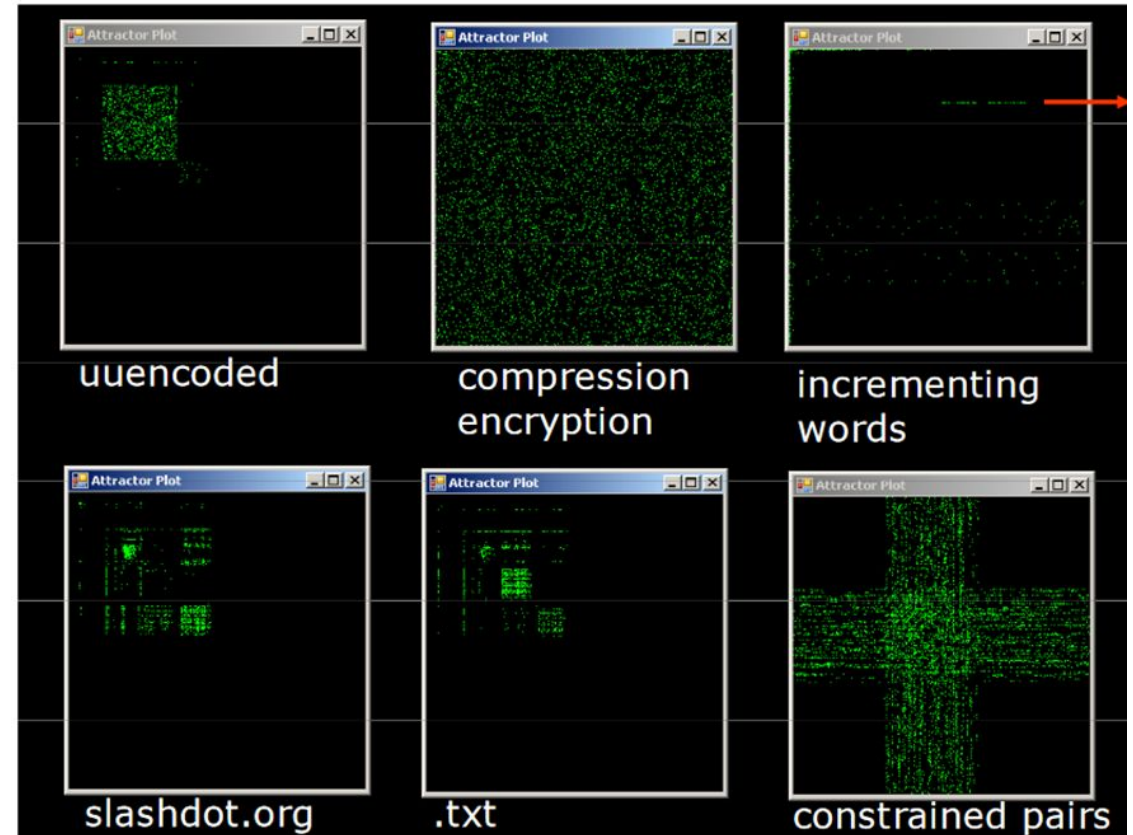 Attractor Plot
Attractor Plot
Attractor Plot
uuencoded
compression
encryption
incrementing
words
Attractor Plot
Attractor Plot
Attractor Plot
slashdot.org
.txt
constrained pairs